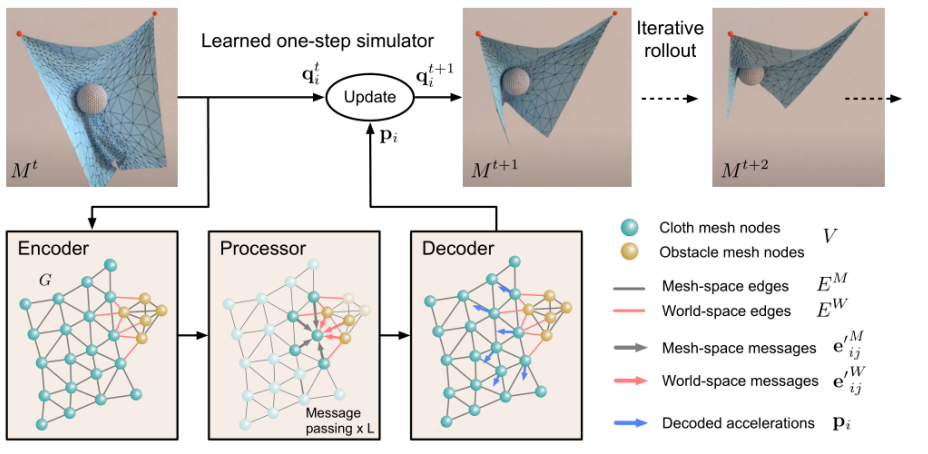 Learned one-step simulator
Iterative
rollout
q_i^t
Update
q_i^{t+1}
p_i
M^t
M^{t+1}
M^{t+2}
Encoder
G
Processor
Message
passing x L
Decoder
Cloth mesh nodes
Obstacle mesh nodes
V
Mesh-space edges E^M
World-space edges E^W
Mesh-space messages e'^M_{ij}
World-space messages e'^W_{ij}
Decoded accelerations p_i